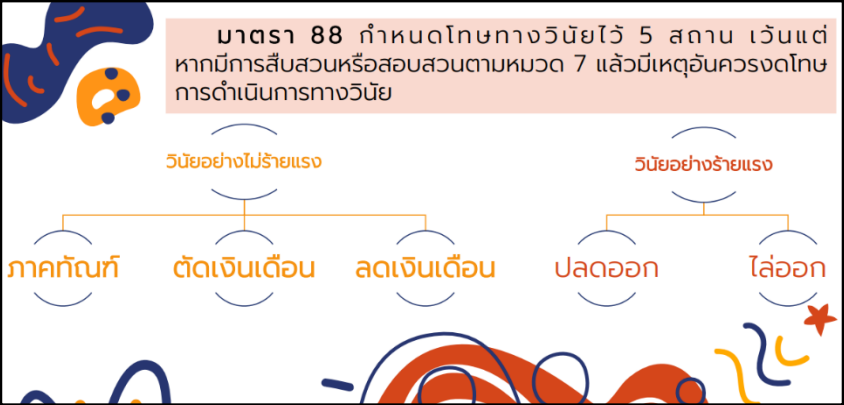 มาตรา 88 กำหนดโทษทางวินัยไว้ 5 สถาน เว้นแต่
หากมีการสืบสวนหรือสอบสวนตามหมวด 7 แล้วมีเหตุอันควรงดโทษ
การดำเนินการทางวินัย
วินัยอย่างไม่ร้ายแรง
วินัยอย่างร้ายแรง
ภาคทัณฑ์
ตัดเงินเดือน
ลดเงินเดือน
ปลดออก
ไล่ออก